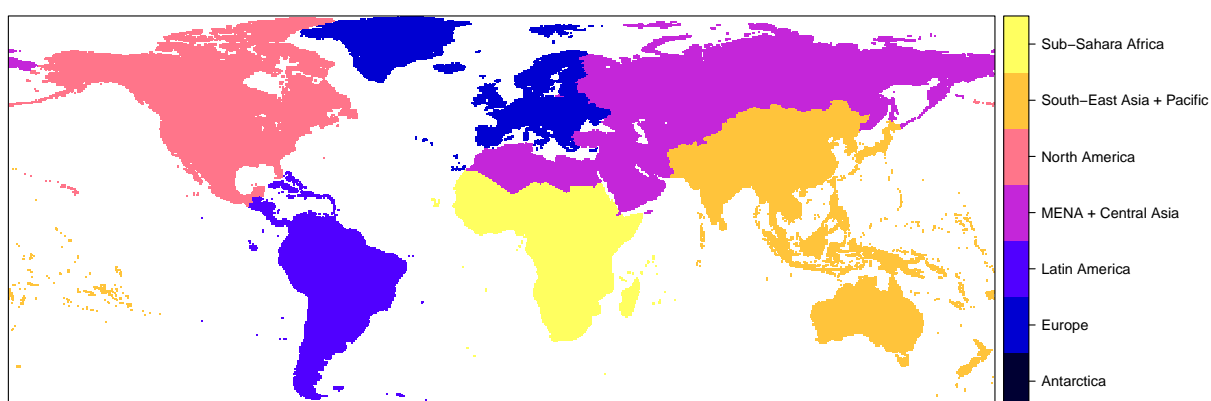 Sub−Sahara Africa
South−East Asia + Pacific
North America
MENA + Central Asia
Latin America
Europe
Antarctica